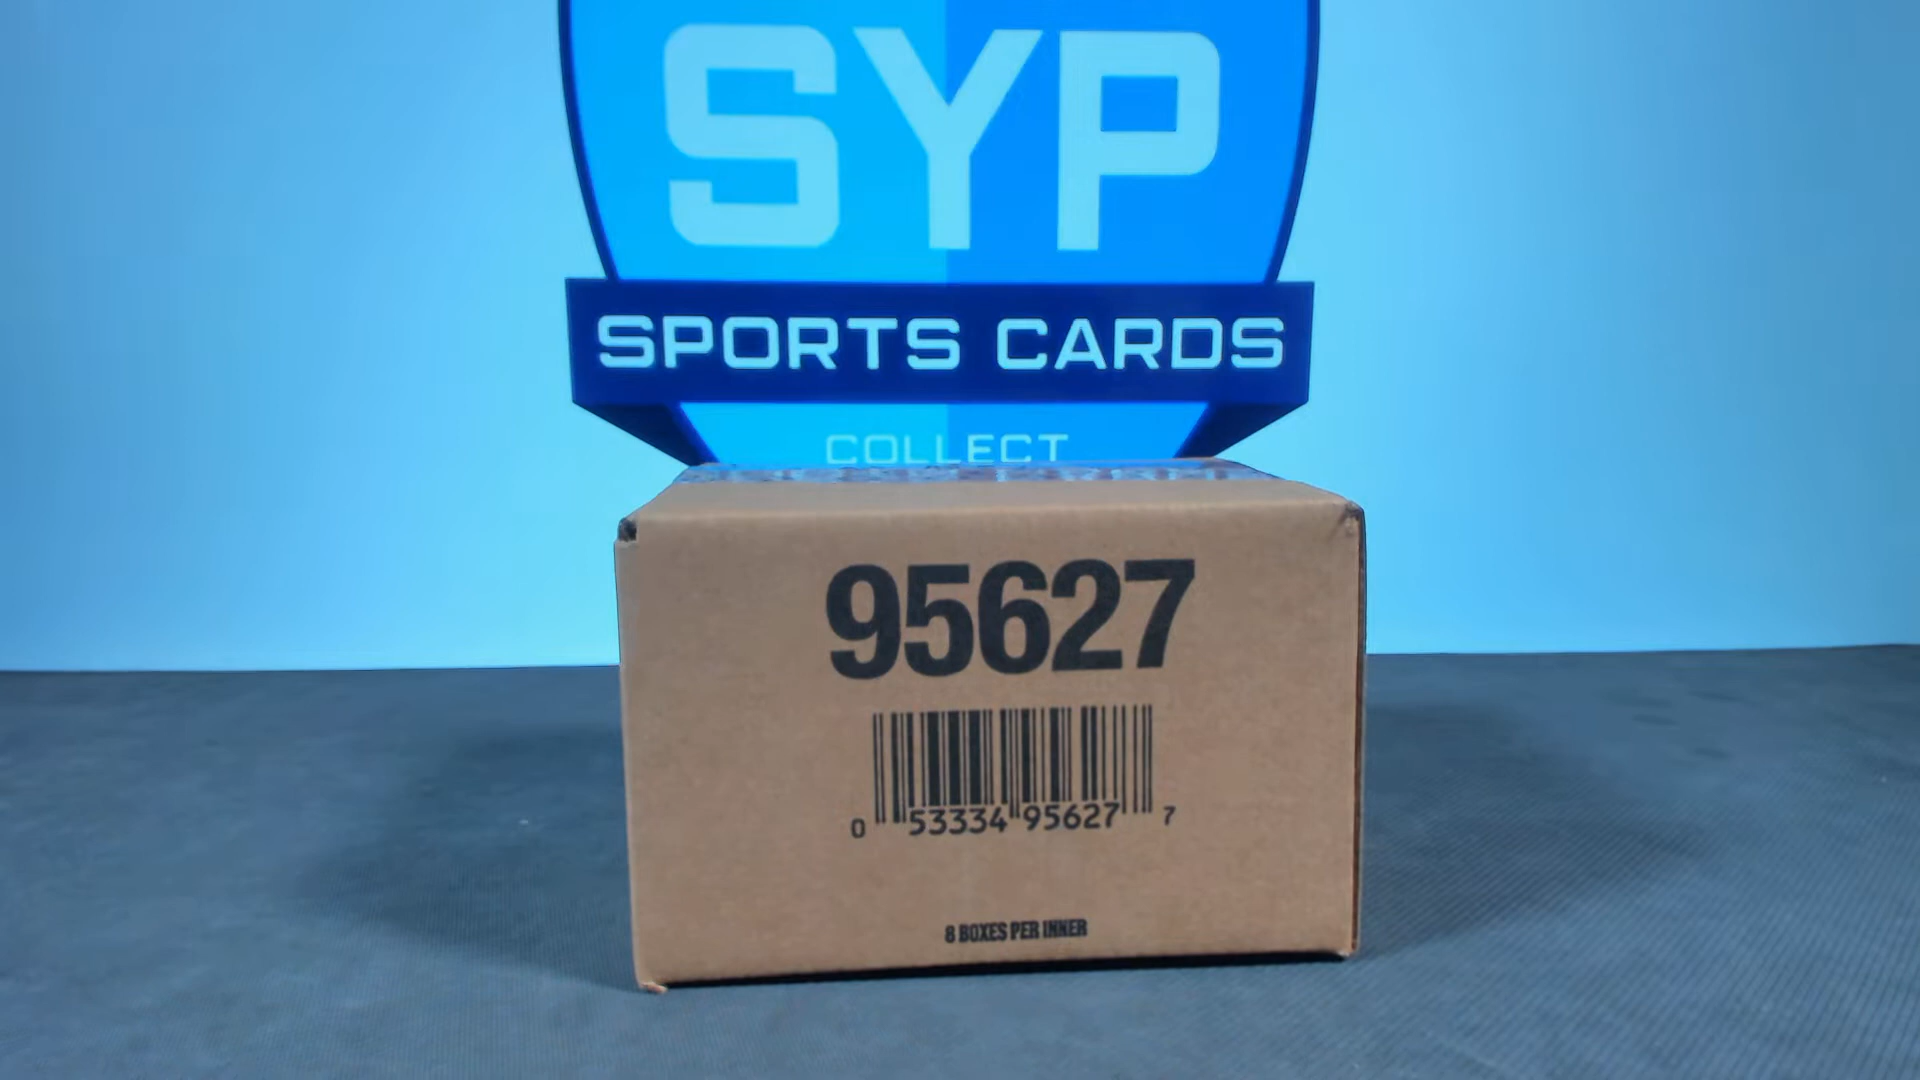 SYP
SPORTS CARDS
COLLECT
95627
0 53334 95627 7
8 BOXES PER INNER